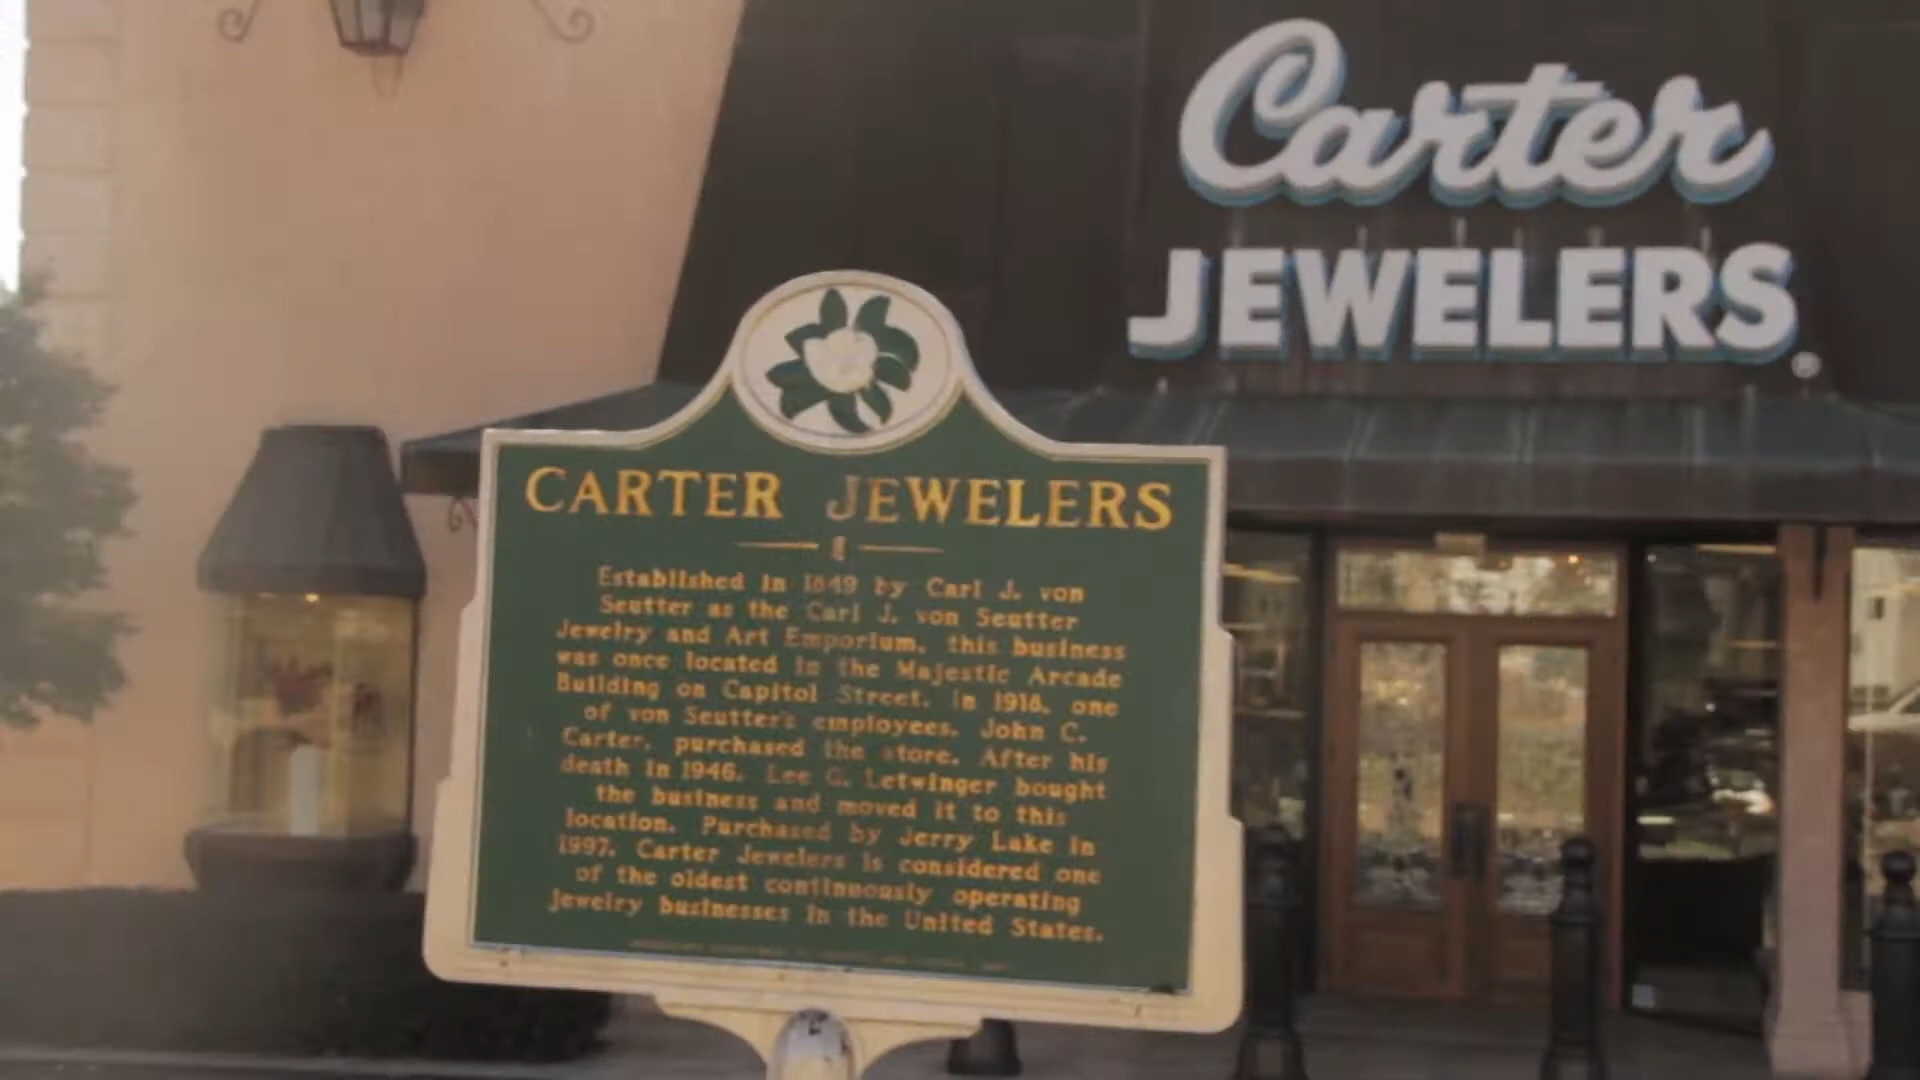 Carter
JEWELERS
CARTER JEWELERS
Established in 1849 by Carl J. von
Seutter as the Carl J. von Seutter
Jewelry and Art Emporium, this business
was once located in the Majestic Arcade
Building on Capitol Street. In 1918, one
of von Seutter's employees, John C.
Carter, purchased the store. After his
death in 1946, Lee G. Letwinger bought
the business and moved it to this
location. Purchased by Jerry Lake in
1997, Carter Jewelers is considered one
of the oldest continuously operating
jewelry businesses in the United States.